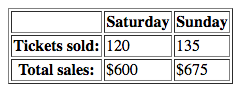 Saturday Sunday
Tickets sold: 120 135
Total sales: $600 $675